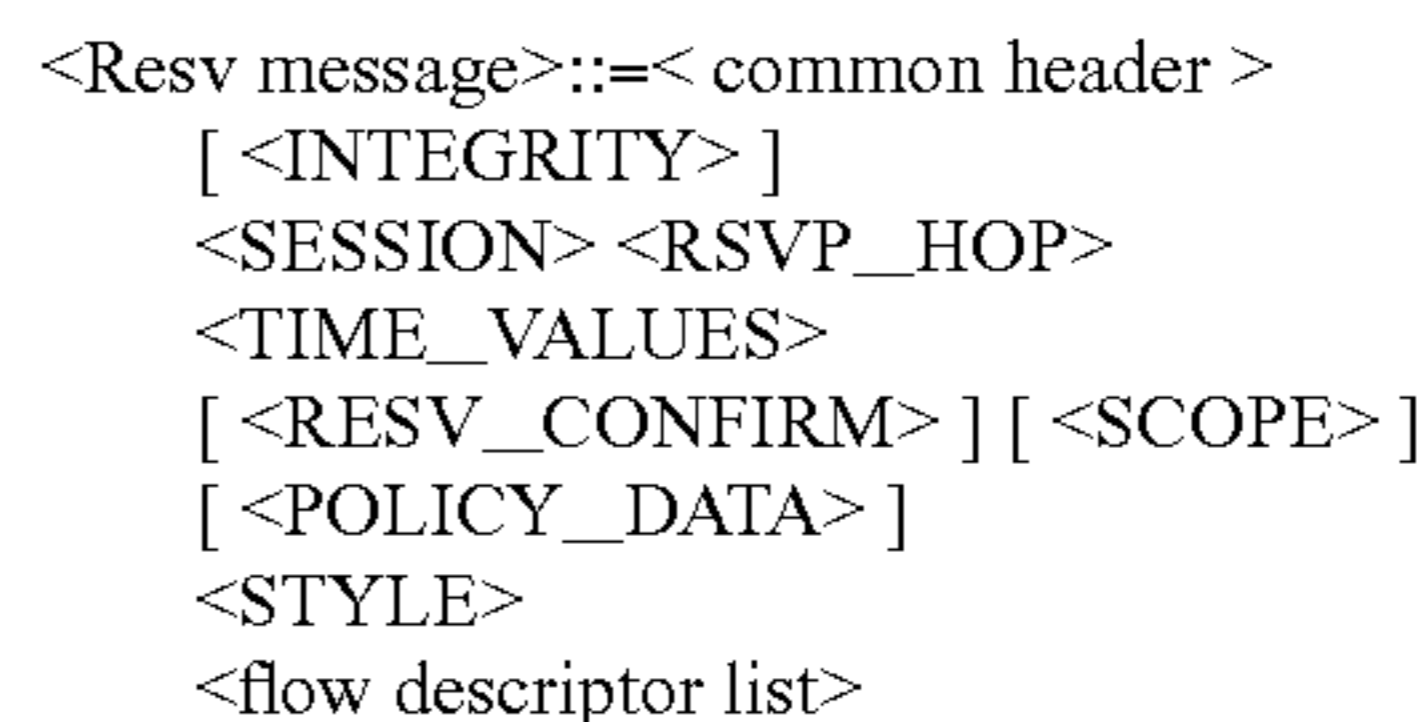 <Resv message>::=< common header >
[ <INTEGRITY> ]
<SESSION> <RSVP_HOP>
<TIME_VALUES>
[ <RESV_CONFIRM> ] [ <SCOPE> ]
[ <POLICY_DATA> ]
<STYLE>
<flow descriptor list>